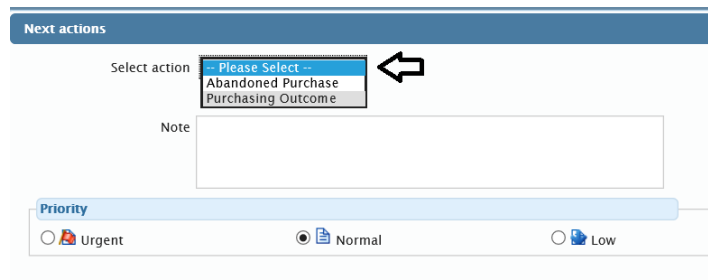 Next actions
Select action
-- Please Select --
Abandoned Purchase
Purchasing Outcome
Note
Priority
Urgent
Normal
Low